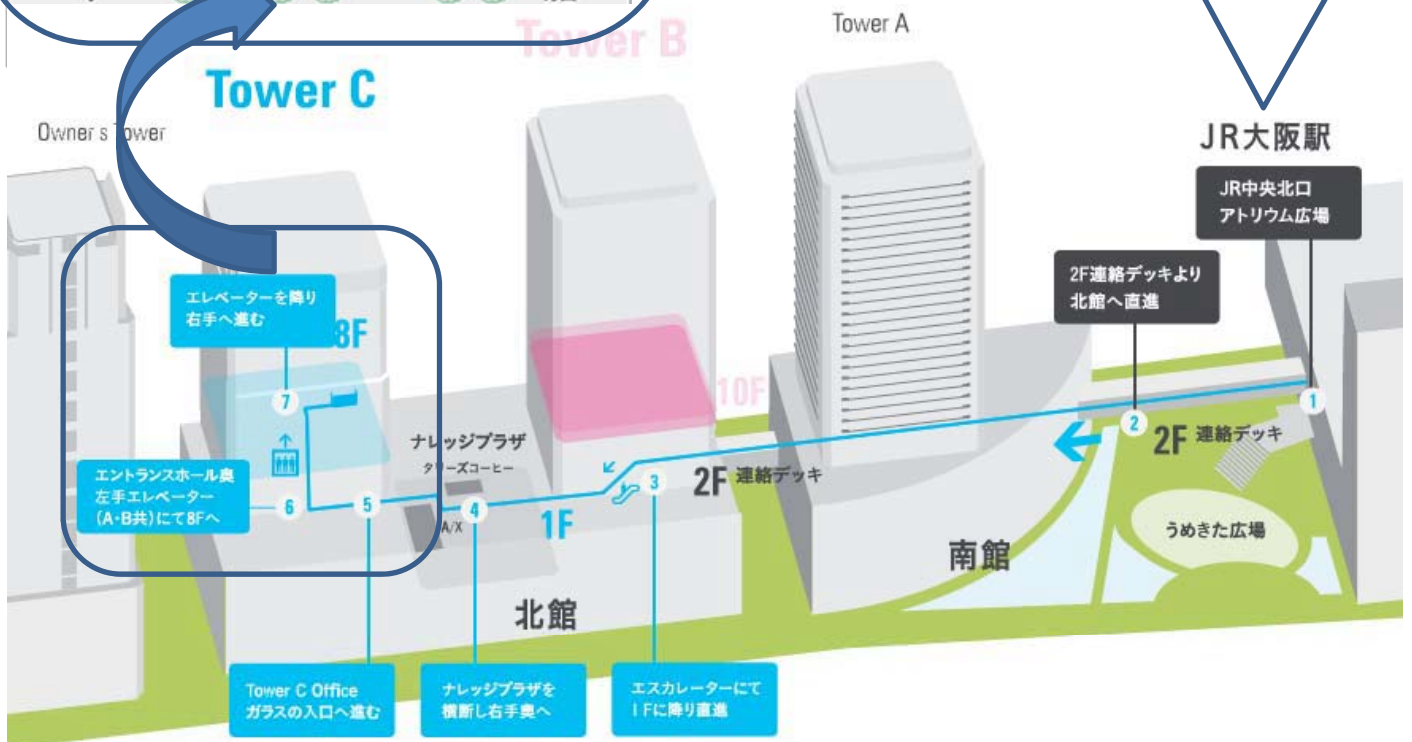 Tower B
Tower A
Tower C
Owner s Tower
JR大阪駅
JR中央北口
アトリウム広場
2F連絡デッキより
北館へ直進
エレベーターを降り
右手へ進む
8F
7
10F
1
2
2F 連絡デッキ
ナレッジプラザ
タリーズコーヒー
3
2F 連絡デッキ
エントランスホール奥
左手エレベーター
(A・B共)にて8Fへ
6
5
4
A/X
1F
うめきた広場
南館
北館
Tower C Office
ガラスの入口へ進む
ナレッジプラザを
横断し右手奥へ
エスカレーターにて
1Fに降り直進